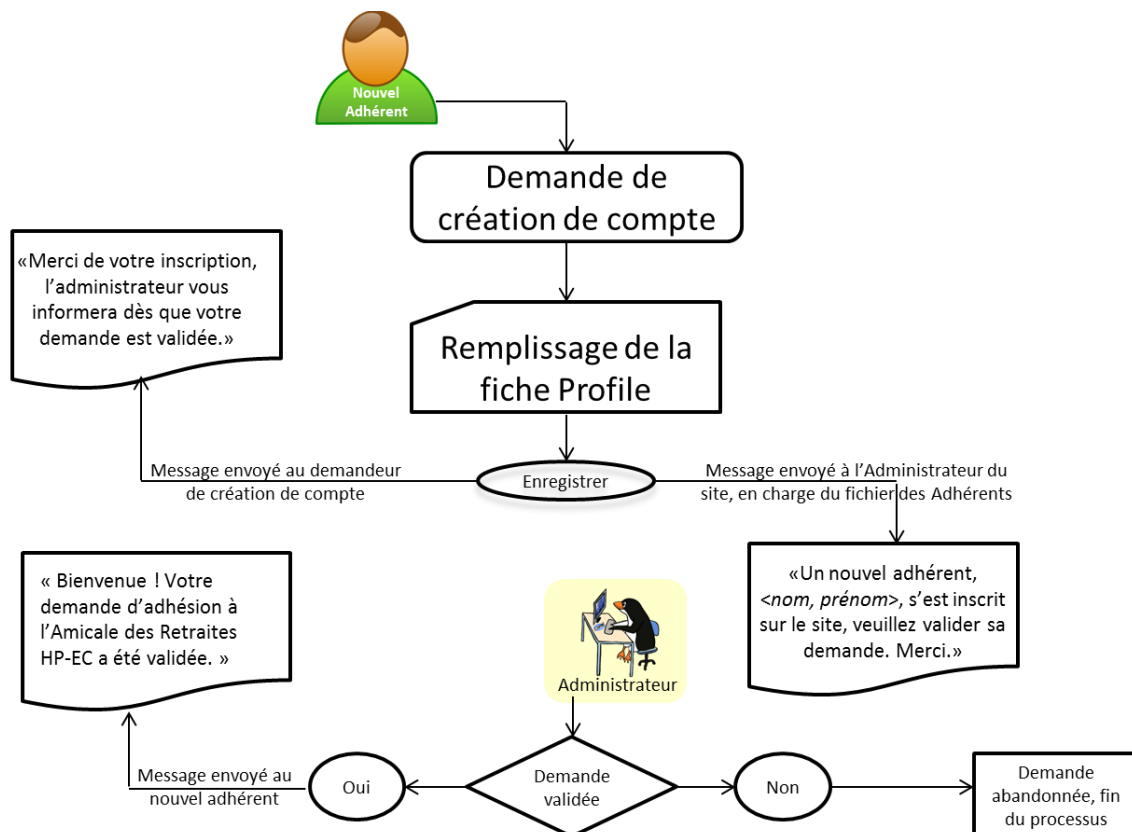 Nouvel
Adhérent
Demande de
création de compte
«Merci de votre inscription,
l’administrateur vous
informera dès que votre
demande est validée.»
Remplissage de la
fiche Profile
Message envoyé au demandeur
de création de compte
Enregistrer
Message envoyé à l’Administrateur du
site, en charge du fichier des Adhérents
« Bienvenue ! Votre
demande d’adhésion à
l’Amicale des Retraites
HP-EC a été validée. »
«Un nouvel adhérent,
<nom, prénom>, s’est inscrit
sur le site, veuillez valider sa
demande. Merci.»
Administrateur
Message envoyé au
nouvel adhérent
Oui
Demande
validée
Non
Demande
abandonnée, fin
du processus